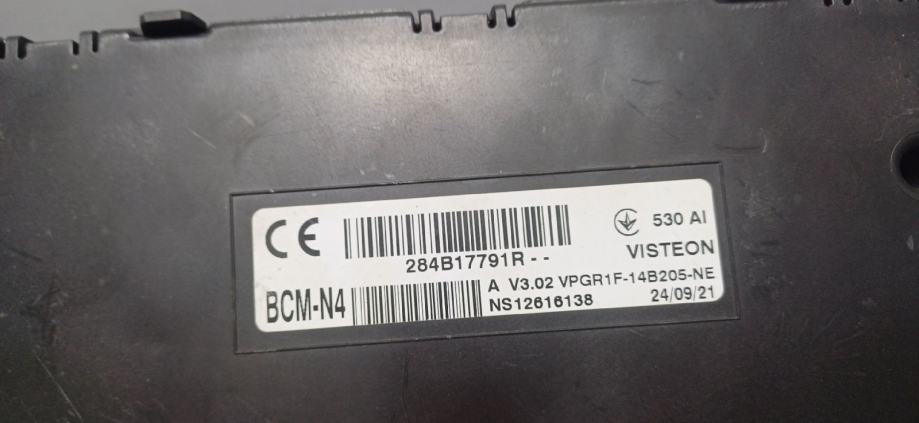 CE
284B17791R--
530 AI
VISTEON
BCM-N4
A V3.02 VPGR1F-14B205-NE
NS12616138
24/09/21